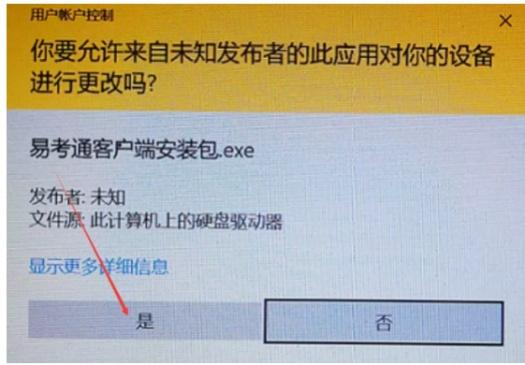 用户帐户控制
×
你要允许来自未知发布者的此应用对你的设备
进行更改吗?
易考通客户端安装包.exe
发布者: 未知
文件源: 此计算机上的硬盘驱动器
显示更多详细信息
是
否